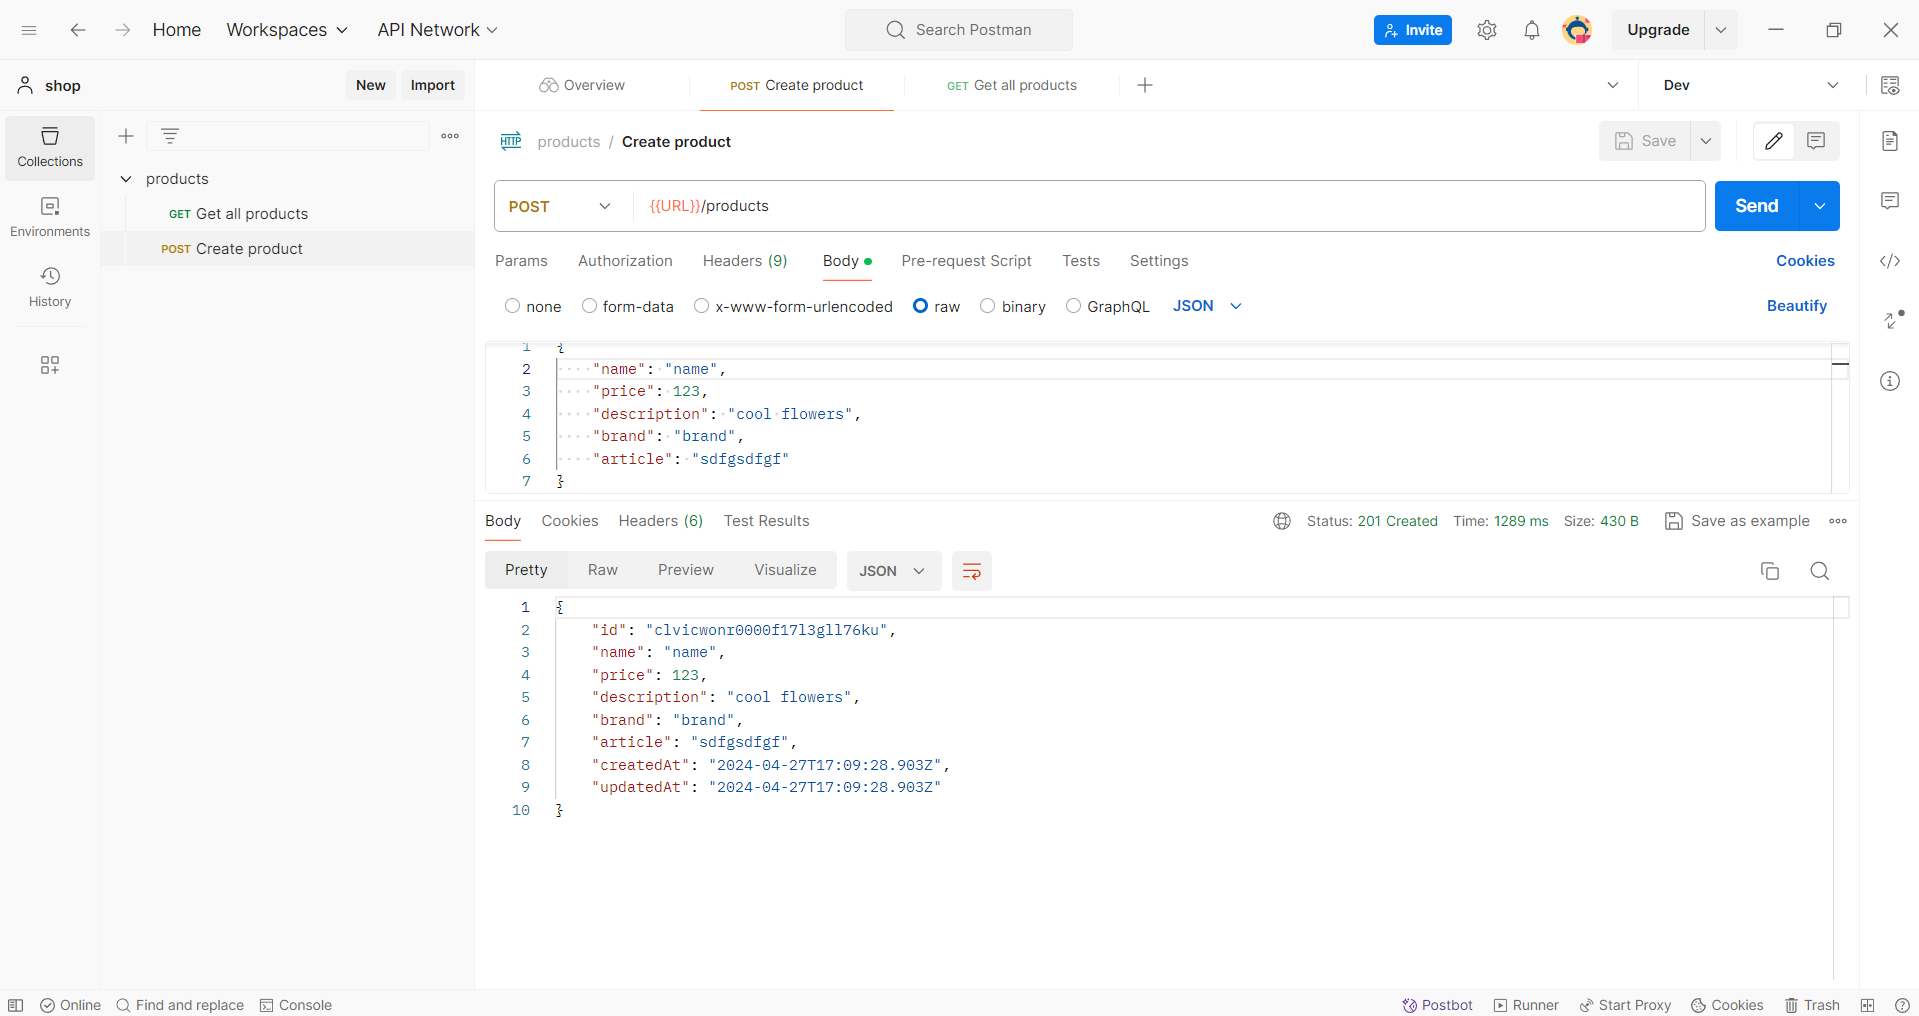 Home Workspaces API Network Search Postman Invite Upgrade
shop New Import Overview POST Create product GET Get all products Dev
Collections
products / Create product Save
products
POST {{URL}}/products Send
GET Get all products
Environments
POST Create product
Params Authorization Headers (9) Body Pre-request Script Tests Settings Cookies
History
none form-data x-www-form-urlencoded raw binary GraphQL JSON Beautify
1 {
2 "name": "name",
3 "price": 123,
4 "description": "cool flowers",
5 "brand": "brand",
6 "article": "sdfgsdfgf"
7 }
Body Cookies Headers (6) Test Results Status: 201 Created Time: 1289 ms Size: 430 B Save as example
Pretty Raw Preview Visualize JSON
1 {
2 "id": "clvicwonr0000f17l3gll76ku",
3 "name": "name",
4 "price": 123,
5 "description": "cool flowers",
6 "brand": "brand",
7 "article": "sdfgsdfgf",
8 "createdAt": "2024-04-27T17:09:28.903Z",
9 "updatedAt": "2024-04-27T17:09:28.903Z"
10 }
Online Find and replace Console Postbot Runner Start Proxy Cookies Trash